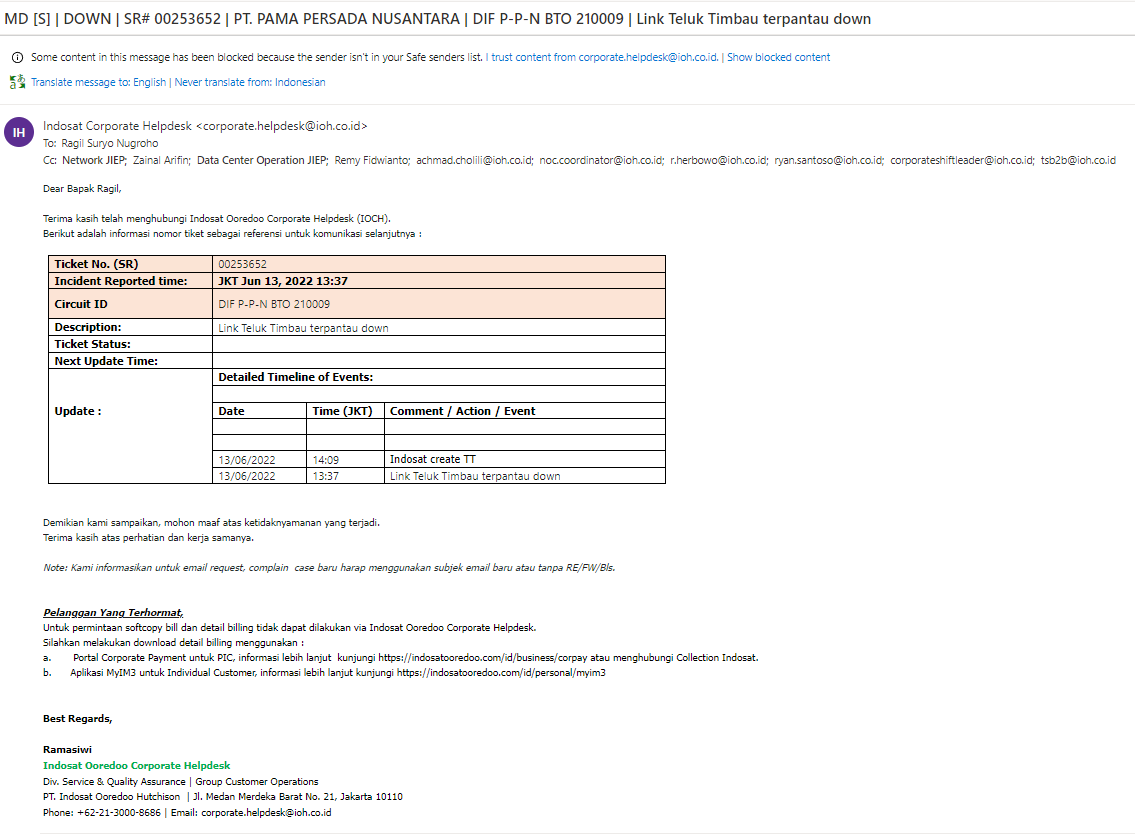 MD [S] | DOWN | SR# 00253652 | PT. PAMA PERSADA NUSANTARA | DIF P-P-N BTO 210009 | Link Teluk Timbau terpantau down
Some content in this message has been blocked because the sender isn't in your Safe senders list. I trust content from corporate.helpdesk@ioh.co.id. | Show blocked content
Translate message to: English | Never translate from: Indonesian
IH
Indosat Corporate Helpdesk <corporate.helpdesk@ioh.co.id>
To: Ragil Suryo Nugroho
Cc: Network JIEP; Zainal Arifin; Data Center Operation JIEP; Remy Fidwianto; achmad.cholili@ioh.co.id; noc.coordinator@ioh.co.id; r.herbowo@ioh.co.id; ryan.santoso@ioh.co.id; corporateshiftleader@ioh.co.id; tsb2b@ioh.co.id
Dear Bapak Ragil,
Terima kasih telah menghubungi Indosat Ooredoo Corporate Helpdesk (IOCH).
Berikut adalah informasi nomor tiket sebagai referensi untuk komunikasi selanjutnya :
Ticket No. (SR) 00253652
Incident Reported time: JKT Jun 13, 2022 13:37
Circuit ID DIF P-P-N BTO 210009
Description: Link Teluk Timbau terpantau down
Ticket Status:
Next Update Time:
Detailed Timeline of Events:
Update : Date Time (JKT) Comment / Action / Event
13/06/2022 14:09 Indosat create TT
13/06/2022 13:37 Link Teluk Timbau terpantau down
Demikian kami sampaikan, mohon maaf atas ketidaknyamanan yang terjadi.
Terima kasih atas perhatian dan kerja samanya.
Note: Kami informasikan untuk email request, complain case baru harap menggunakan subjek email baru atau tanpa RE/FW/Bls.
Pelanggan Yang Terhormat,
Untuk permintaan softcopy bill dan detail billing tidak dapat dilakukan via Indosat Ooredoo Corporate Helpdesk.
Silahkan melakukan download detail billing menggunakan :
a. Portal Corporate Payment untuk PIC, informasi lebih lanjut kunjungi https://indosatooredoo.com/id/business/corpay atau menghubungi Collection Indosat.
b. Aplikasi MyIM3 untuk Individual Customer, informasi lebih lanjut kunjungi https://indosatooredoo.com/id/personal/myim3
Best Regards,
Ramasiwi
Indosat Ooredoo Corporate Helpdesk
Div. Service & Quality Assurance | Group Customer Operations
PT. Indosat Ooredoo Hutchison | Jl. Medan Merdeka Barat No. 21, Jakarta 10110
Phone: +62-21-3000-8686 | Email: corporate.helpdesk@ioh.co.id